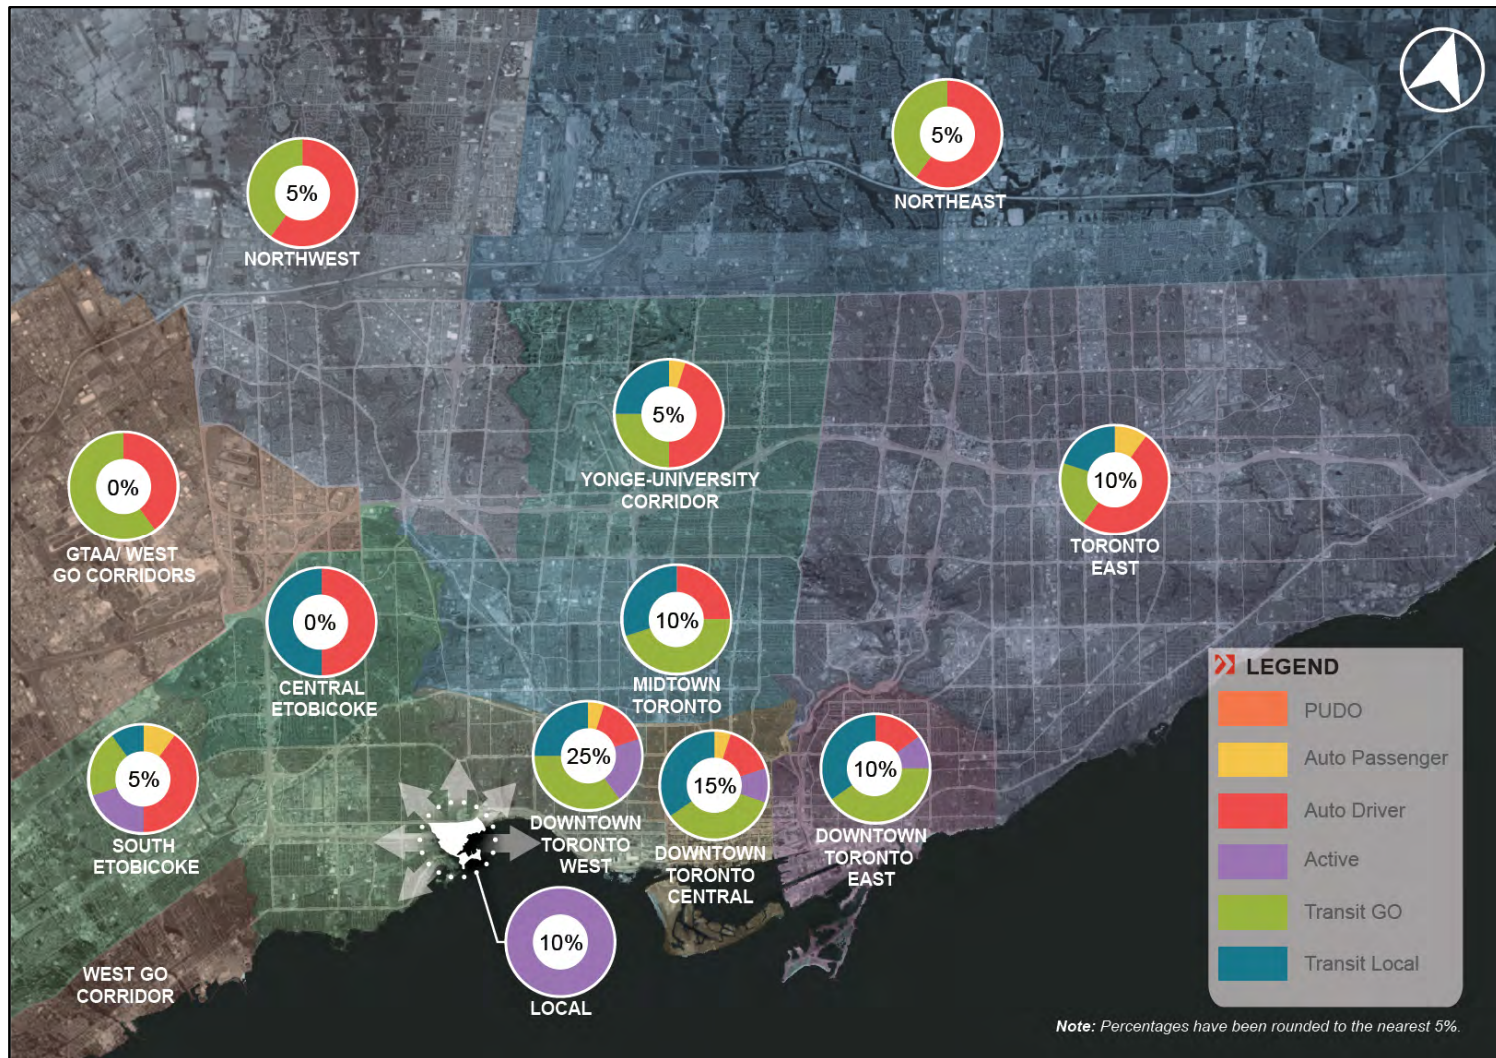 5%
NORTHEAST
5%
NORTHWEST
5%
YONGE-UNIVERSITY
CORRIDOR
10%
TORONTO
EAST
0%
GTAA/ WEST
GO CORRIDORS
0%
CENTRAL
ETOBICOKE
10%
MIDTOWN
TORONTO
5%
SOUTH
ETOBICOKE
25%
DOWNTOWN
TORONTO
WEST
15%
DOWNTOWN
TORONTO
CENTRAL
10%
DOWNTOWN
TORONTO
EAST
10%
LOCAL
WEST GO
CORRIDOR
LEGEND
PUDO
Auto Passenger
Auto Driver
Active
Transit GO
Transit Local
Note: Percentages have been rounded to the nearest 5%.